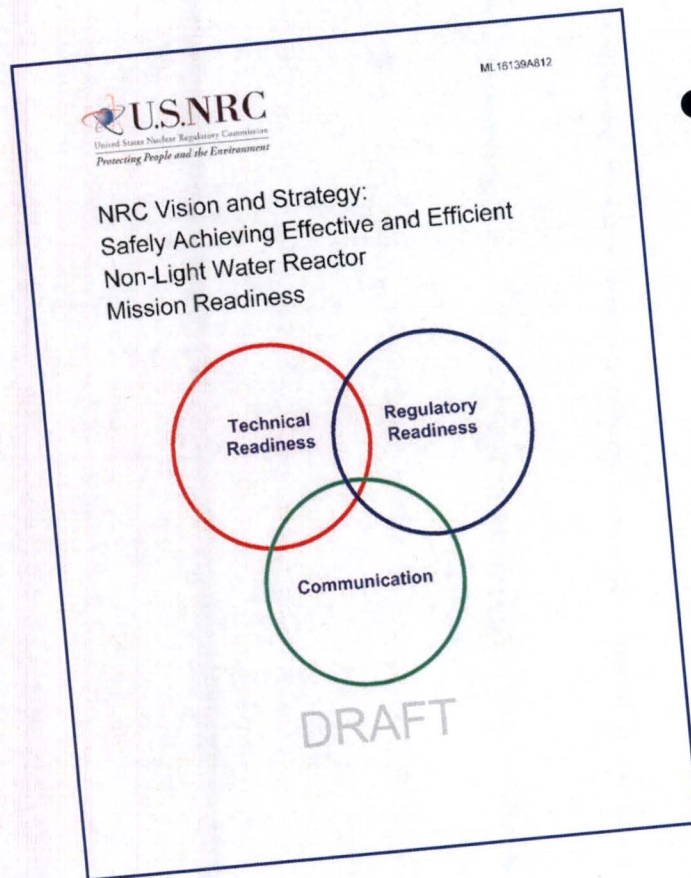 ML16139A812
U.S.NRC
United States Nuclear Regulatory Commission
Protecting People and the Environment
NRC Vision and Strategy:
Safely Achieving Effective and Efficient
Non-Light Water Reactor
Mission Readiness
Technical
Readiness
Regulatory
Readiness
Communication
DRAFT